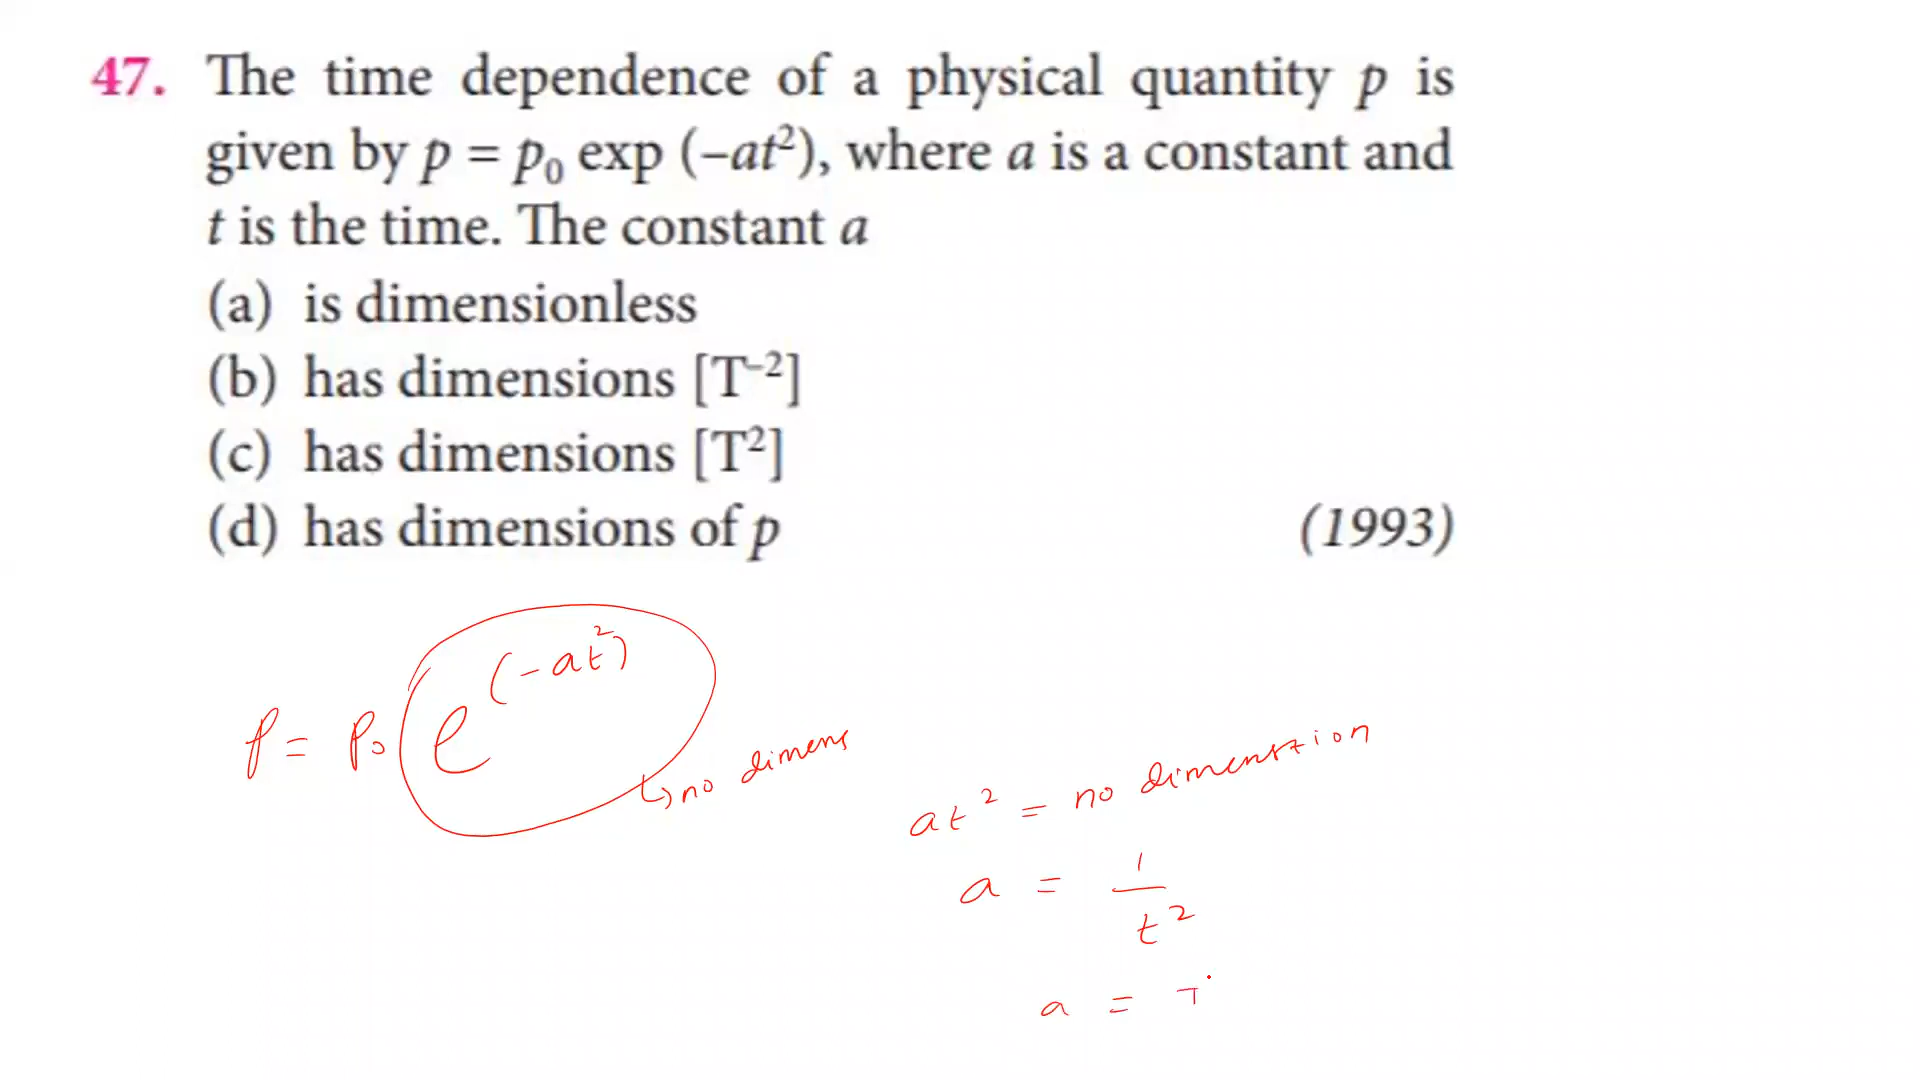 47. The time dependence of a physical quantity p is
given by p = p₀ exp (–at²), where a is a constant and
t is the time. The constant a
(a) is dimensionless
(b) has dimensions [T⁻²]
(c) has dimensions [T²]
(d) has dimensions of p (1993)
p = p₀ e^(-at²)
↳ no dimens
at² = no dimenstion
a = 1/t²
a = T